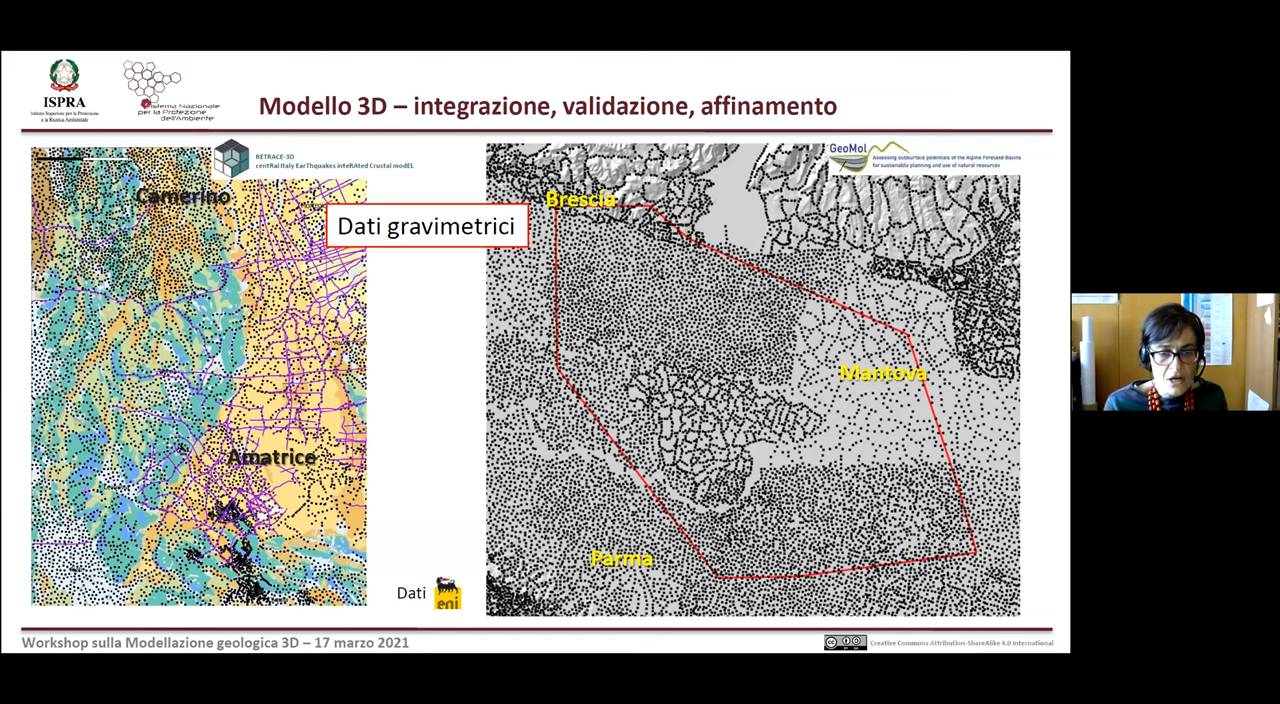 ISPRA
Istituto Superiore per la Protezione
e la Ricerca Ambientale
Sistema Nazionale
per la Protezione
dell'Ambiente
Modello 3D – integrazione, validazione, affinamento
RETRACE-3D
centRal Italy EarThquakes inteRAted Crustal modEL
GeoMol
Assessing subsurface potentials of the Alpine Foreland Basins
for sustainable planning and use of natural resources
Camerino
Dati gravimetrici
Brescia
Mantova
Amatrice
Parma
Dati
eni
Workshop sulla Modellazione geologica 3D – 17 marzo 2021
cc
BY SA
Creative Commons Attribution-ShareAlike 4.0 International